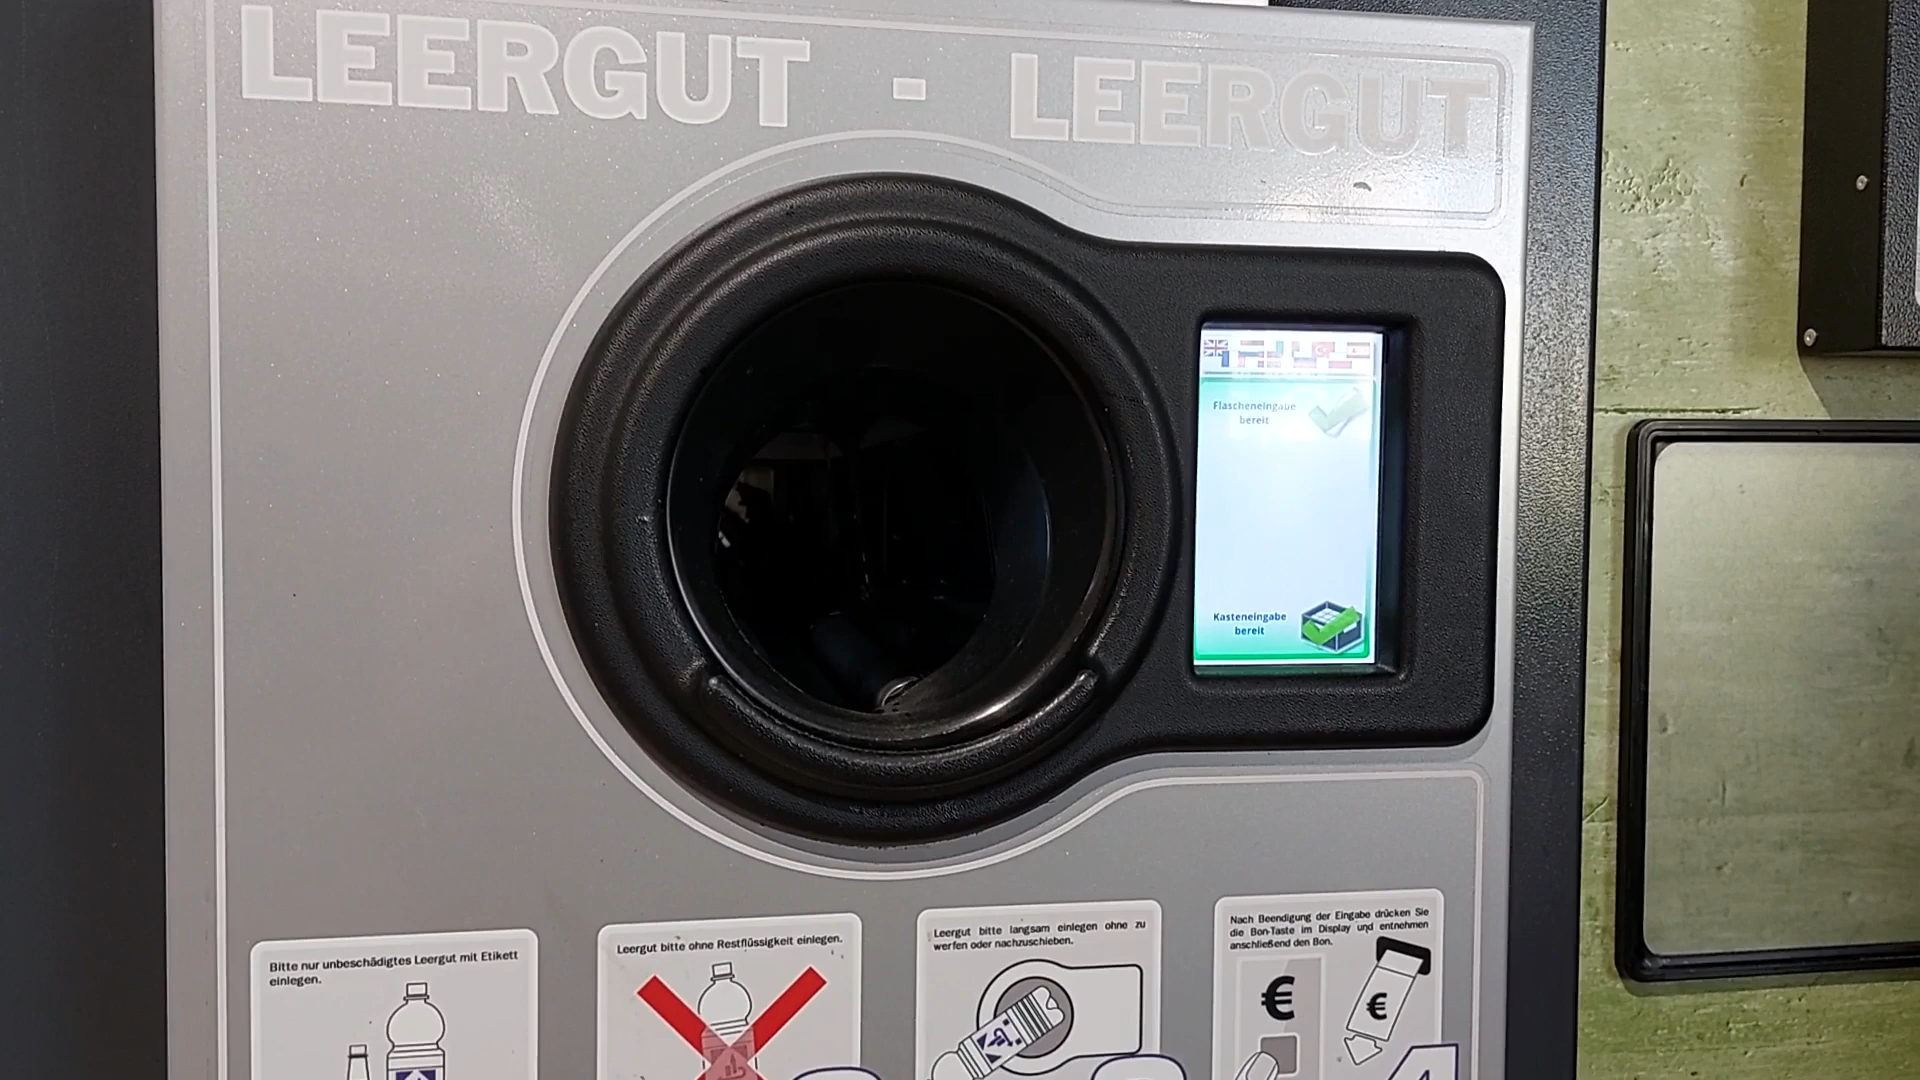 LEERGUT - LEERGUT
Flascheneingabe
bereit
Kasteneingabe
bereit
Bitte nur unbeschädigtes Leergut mit Etikett
einlegen.
Leergut bitte ohne Restflüssigkeit einlegen.
Leergut bitte langsam einlegen ohne zu
werfen oder nachzuschieben.
Nach Beendigung der Eingabe drücken Sie
die Bon-Taste im Display und entnehmen
anschließend den Bon.
€
€
4